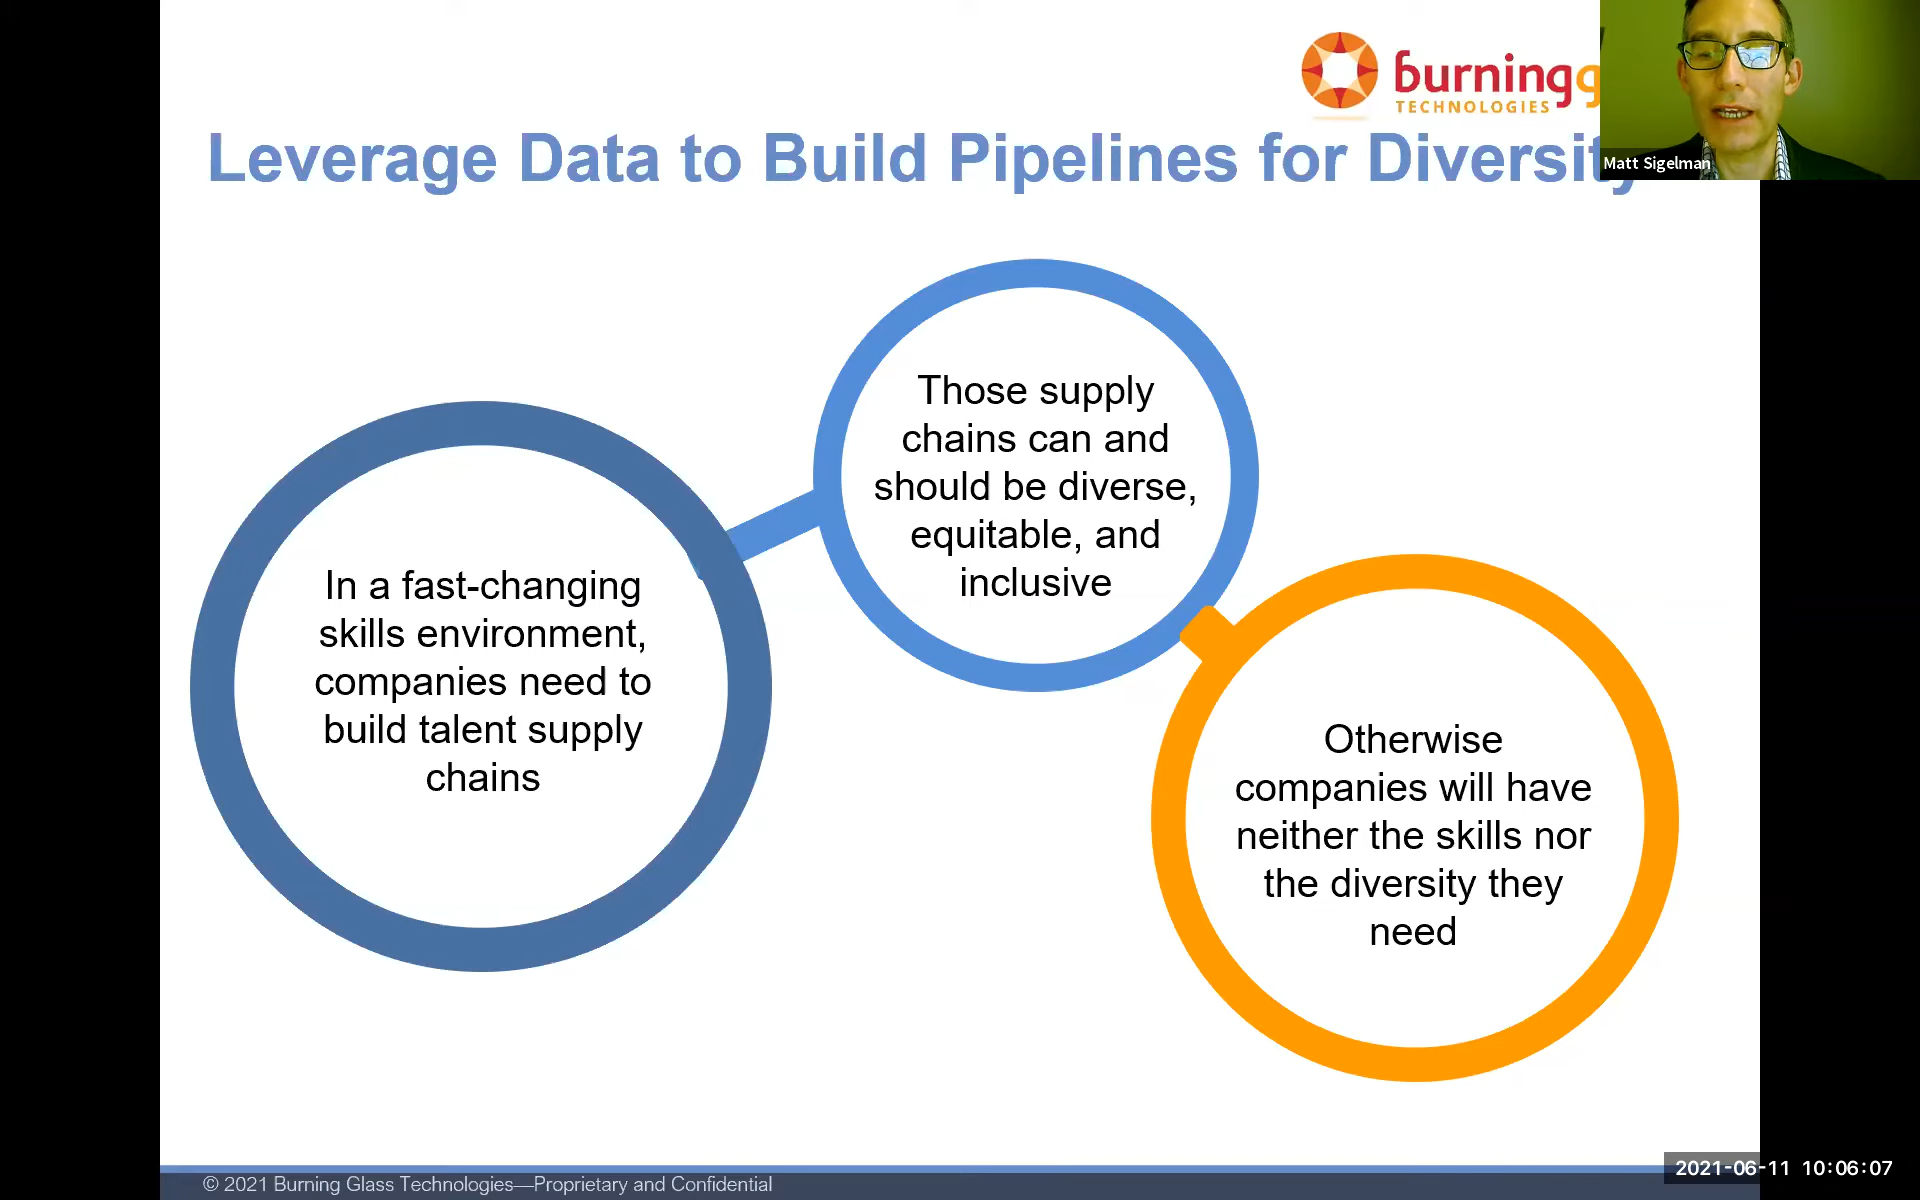 burningg
TECHNOLOGIES
Leverage Data to Build Pipelines for Diversity
Matt Sigelman
Those supply
chains can and
should be diverse,
equitable, and
inclusive
In a fast-changing
skills environment,
companies need to
build talent supply
chains
Otherwise
companies will have
neither the skills nor
the diversity they
need
© 2021 Burning Glass Technologies—Proprietary and Confidential
2021-06-11 10:06:07